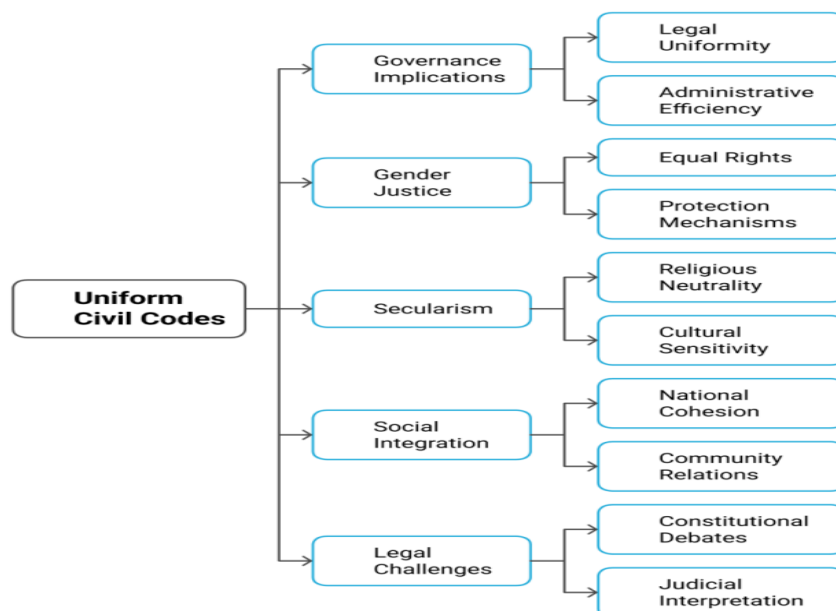 Uniform
Civil Codes
Governance
Implications
Legal
Uniformity
Administrative
Efficiency
Gender
Justice
Equal Rights
Protection
Mechanisms
Secularism
Religious
Neutrality
Cultural
Sensitivity
Social
Integration
National
Cohesion
Community
Relations
Legal
Challenges
Constitutional
Debates
Judicial
Interpretation